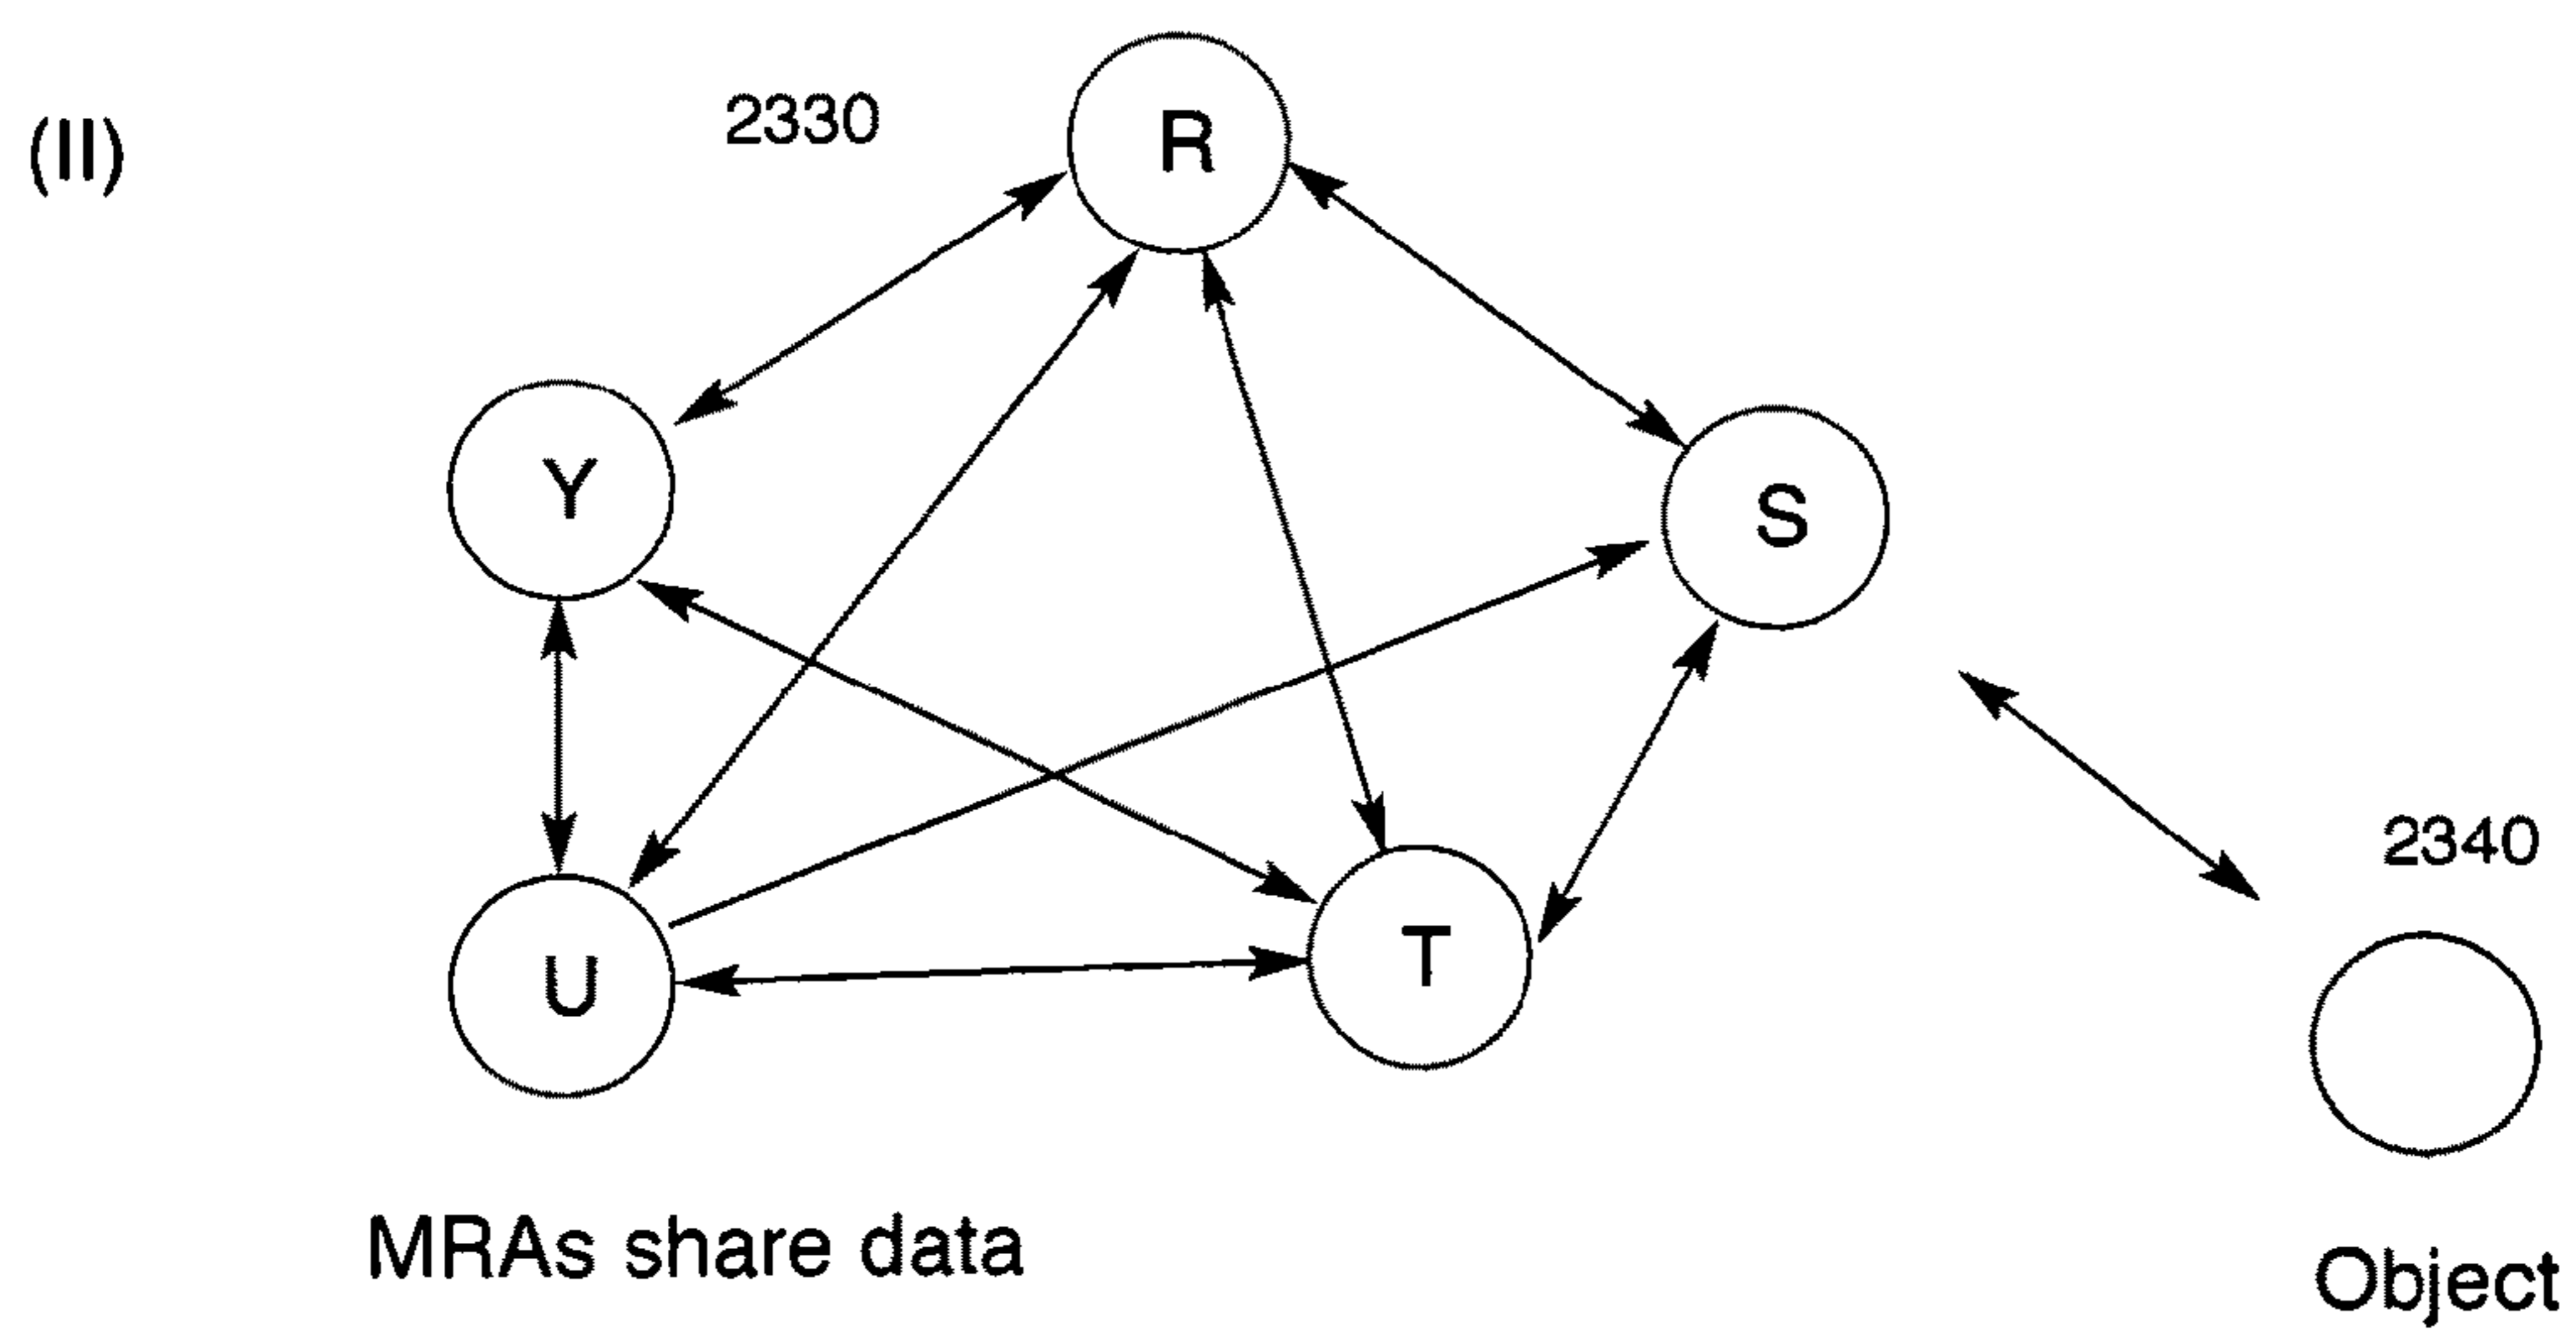 (II)
2330
R
Y
S
U
T
2340
MRAs share data
Object